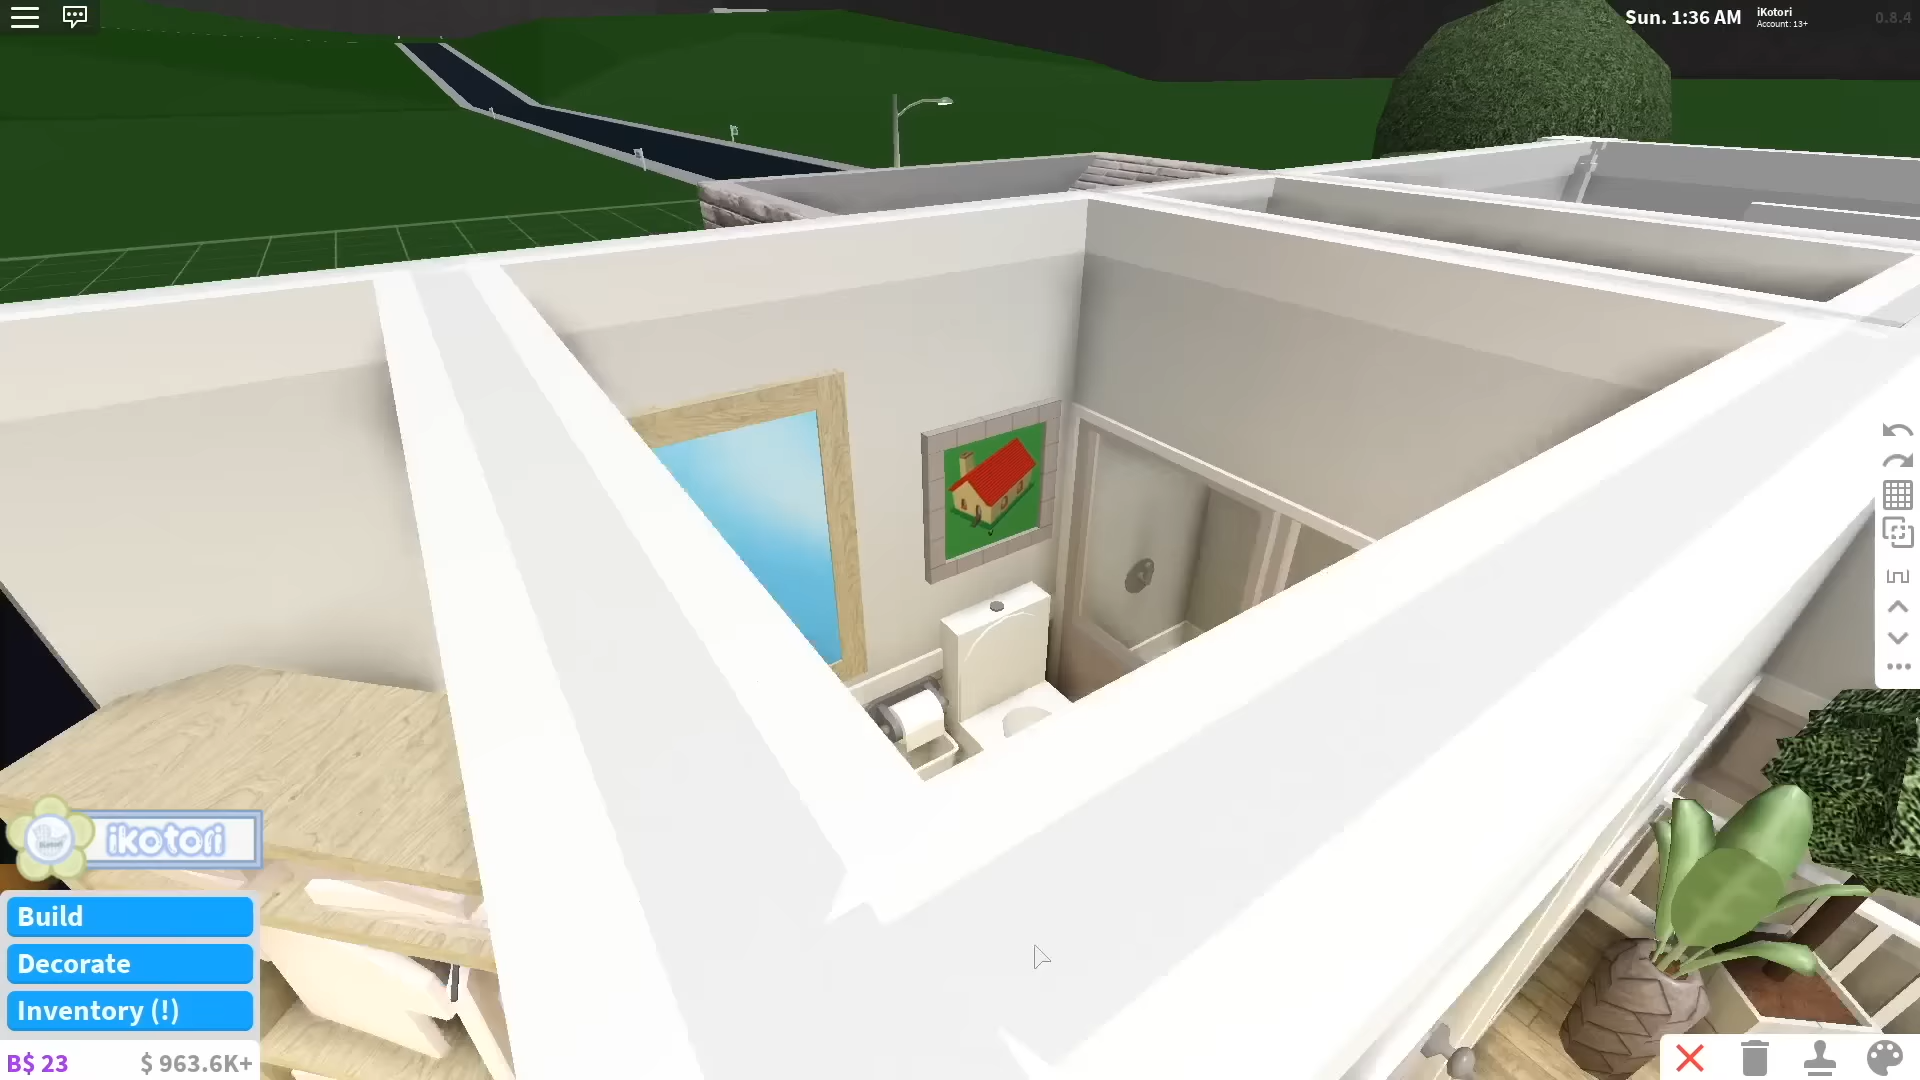 Sun. 1:36 AM
iKotori
Account: 13+
0.8.4
ikotori
Build
Decorate
Inventory (!)
B$ 23
$ 963.6K+